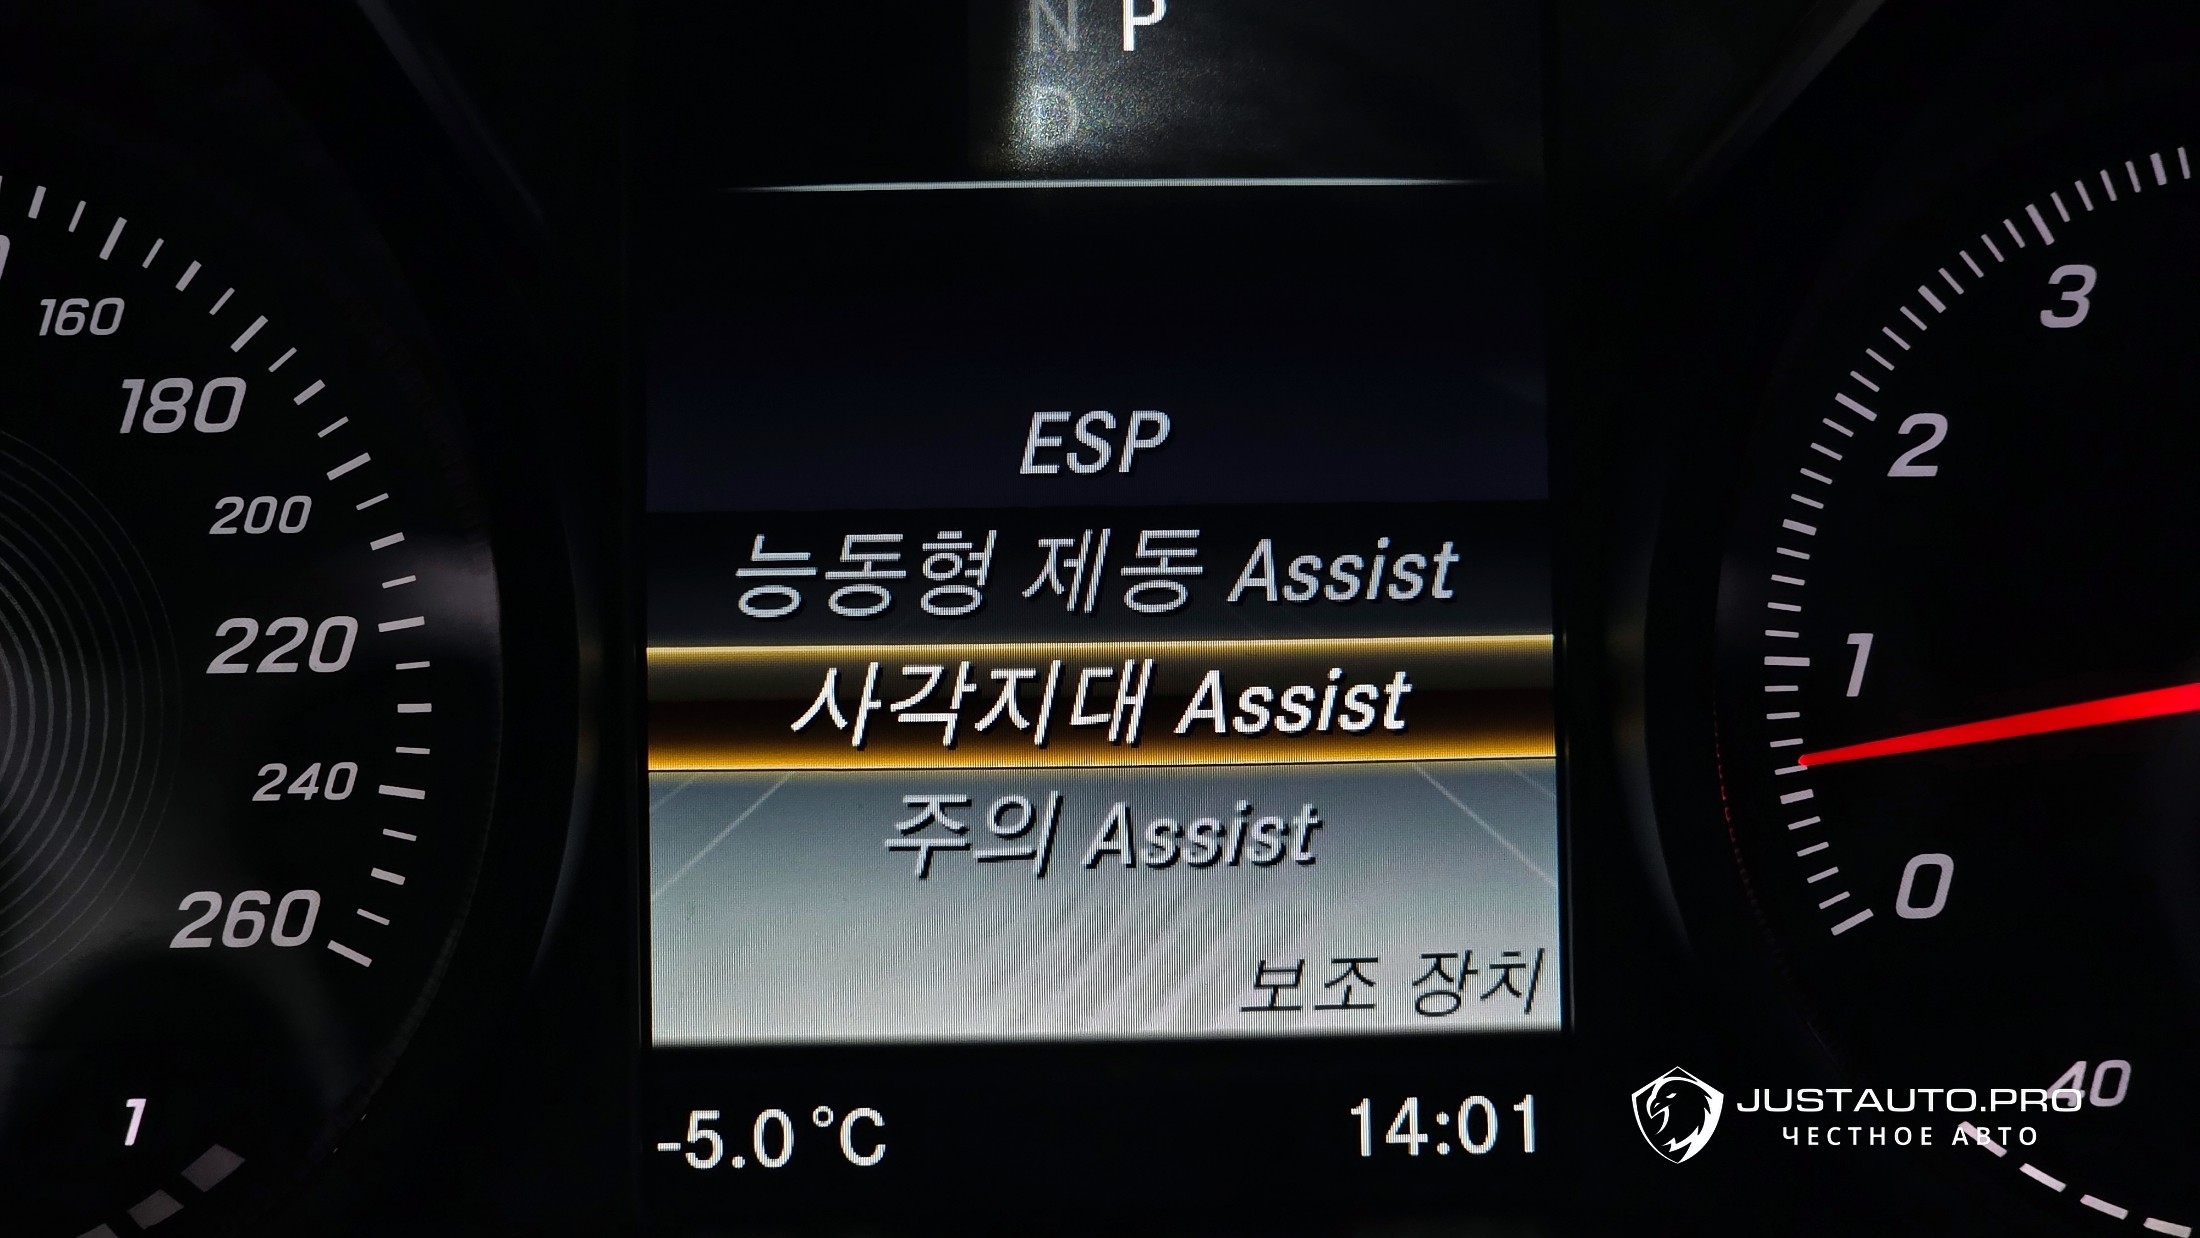 N P
D
160
180
200
220
240
260
1
ESP
능동형 제동 Assist
사각지대 Assist
주의 Assist
보조 장치
-5.0 °C
14:01
3
2
1
0
40
JUSTAUTO.PRO
ЧЕСТНОЕ АВТО